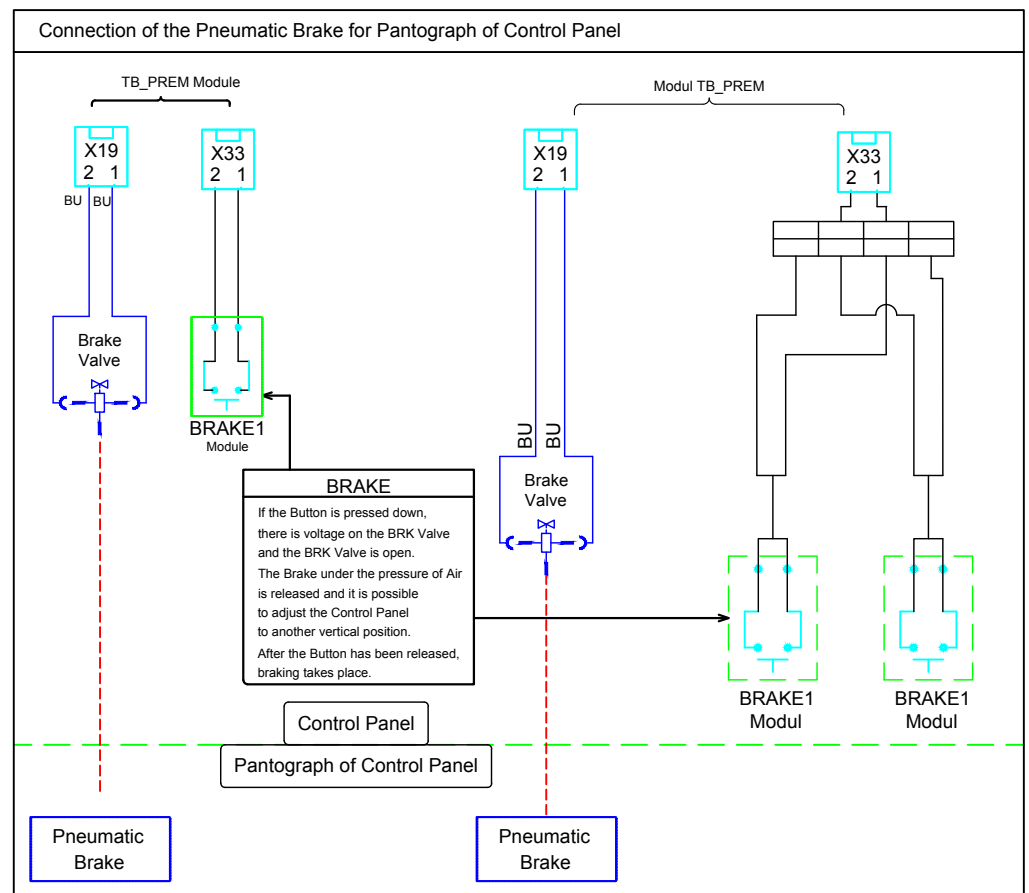 Connection of the Pneumatic Brake for Pantograph of Control Panel
TB_PREM Module
Modul TB_PREM
X19
2 1
X33
2 1
X19
2 1
X33
2 1
BU BU
Brake
Valve
BRAKE1
Module
BU BU
Brake
Valve
BRAKE
If the Button is pressed down,
there is voltage on the BRK Valve
and the BRK Valve is open.
The Brake under the pressure of Air
is released and it is possible
to adjust the Control Panel
to another vertical position.
After the Button has been released,
braking takes place.
BRAKE1
Modul
BRAKE1
Modul
Control Panel
Pantograph of Control Panel
Pneumatic
Brake
Pneumatic
Brake